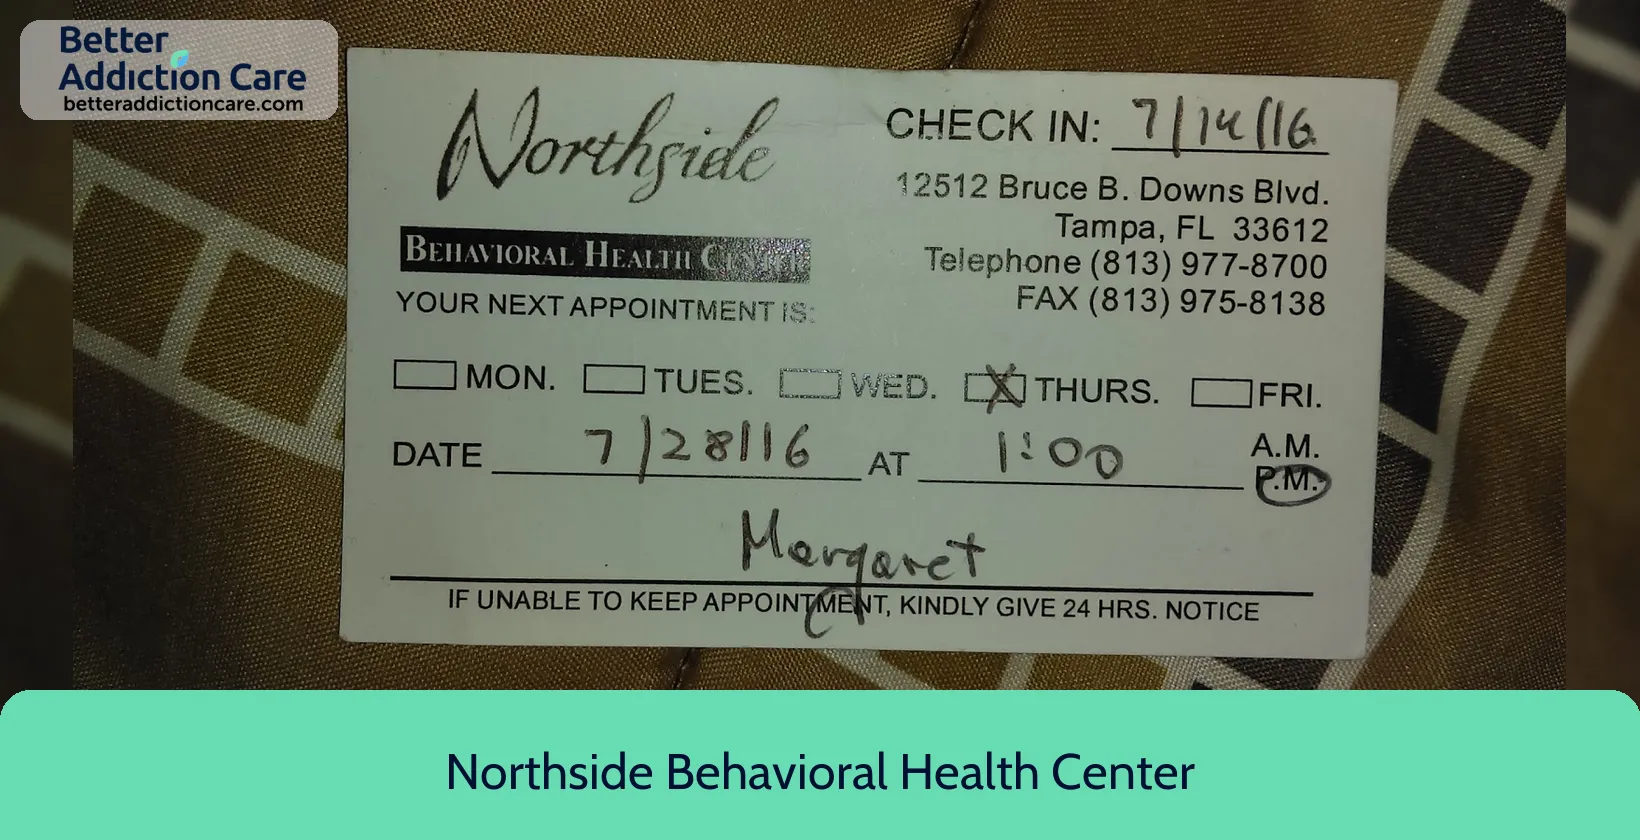 Better
Addiction Care
betteraddictioncare.com
Northside
BEHAVIORAL HEALTH CENTER
CHECK IN: 7/14/16
12512 Bruce B. Downs Blvd.
Tampa, FL 33612
Telephone (813) 977-8700
FAX (813) 975-8138
YOUR NEXT APPOINTMENT IS:
MON. TUES. WED. X THURS. FRI.
DATE 7/28/16 AT 1:00 A.M.
P.M.
Margaret
IF UNABLE TO KEEP APPOINTMENT, KINDLY GIVE 24 HRS. NOTICE
Northside Behavioral Health Center